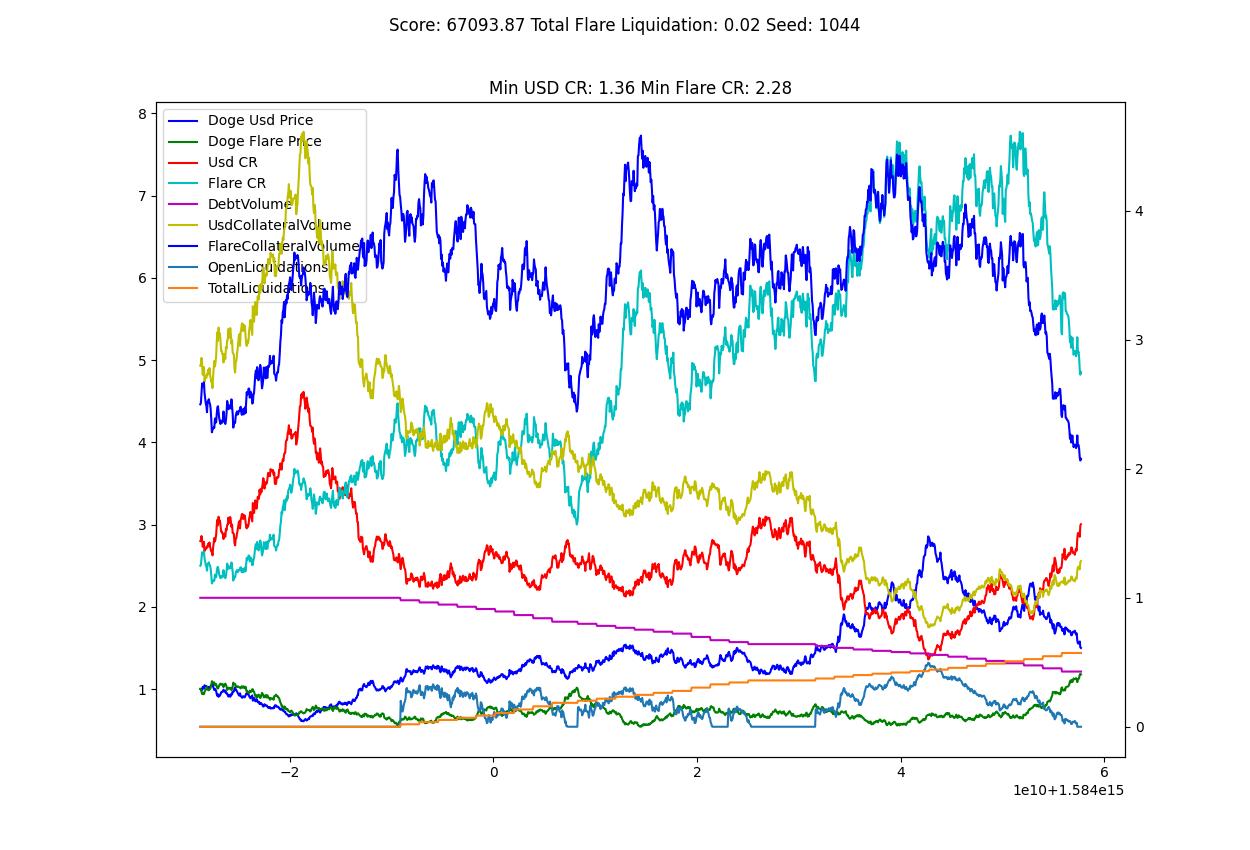 Score: 67093.87 Total Flare Liquidation: 0.02 Seed: 1044
Min USD CR: 1.36 Min Flare CR: 2.28
Doge Usd Price
Doge Flare Price
Usd CR
Flare CR
DebtVolume
UsdCollateralVolume
FlareCollateralVolume
OpenLiquidations
TotalLiquidations
8
7
6
5
4
3
2
1
4
3
2
1
0
−2
0
2
4
6
1e10+1.584e15